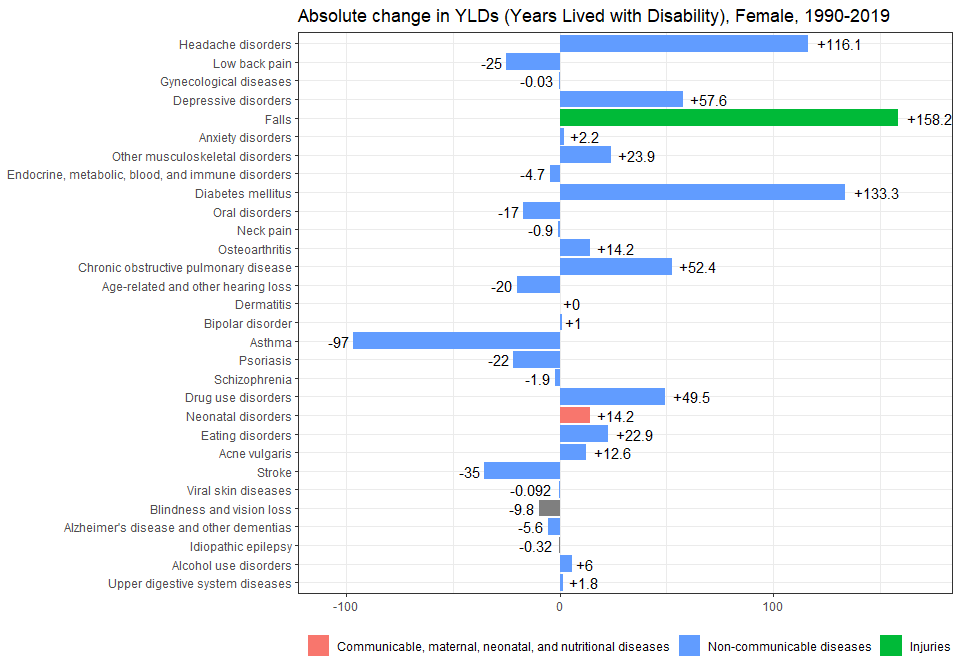 Absolute change in YLDs (Years Lived with Disability), Female, 1990-2019
Headache disorders +116.1
Low back pain -25
Gynecological diseases -0.03
Depressive disorders +57.6
Falls +158.2
Anxiety disorders +2.2
Other musculoskeletal disorders +23.9
Endocrine, metabolic, blood, and immune disorders -4.7
Diabetes mellitus +133.3
Oral disorders -17
Neck pain -0.9
Osteoarthritis +14.2
Chronic obstructive pulmonary disease +52.4
Age-related and other hearing loss -20
Dermatitis +0
Bipolar disorder +1
Asthma -97
Psoriasis -22
Schizophrenia -1.9
Drug use disorders +49.5
Neonatal disorders +14.2
Eating disorders +22.9
Acne vulgaris +12.6
Stroke -35
Viral skin diseases -0.092
Blindness and vision loss -9.8
Alzheimer's disease and other dementias -5.6
Idiopathic epilepsy -0.32
Alcohol use disorders +6
Upper digestive system diseases +1.8
-100 0 100
Communicable, maternal, neonatal, and nutritional diseases Non-communicable diseases Injuries